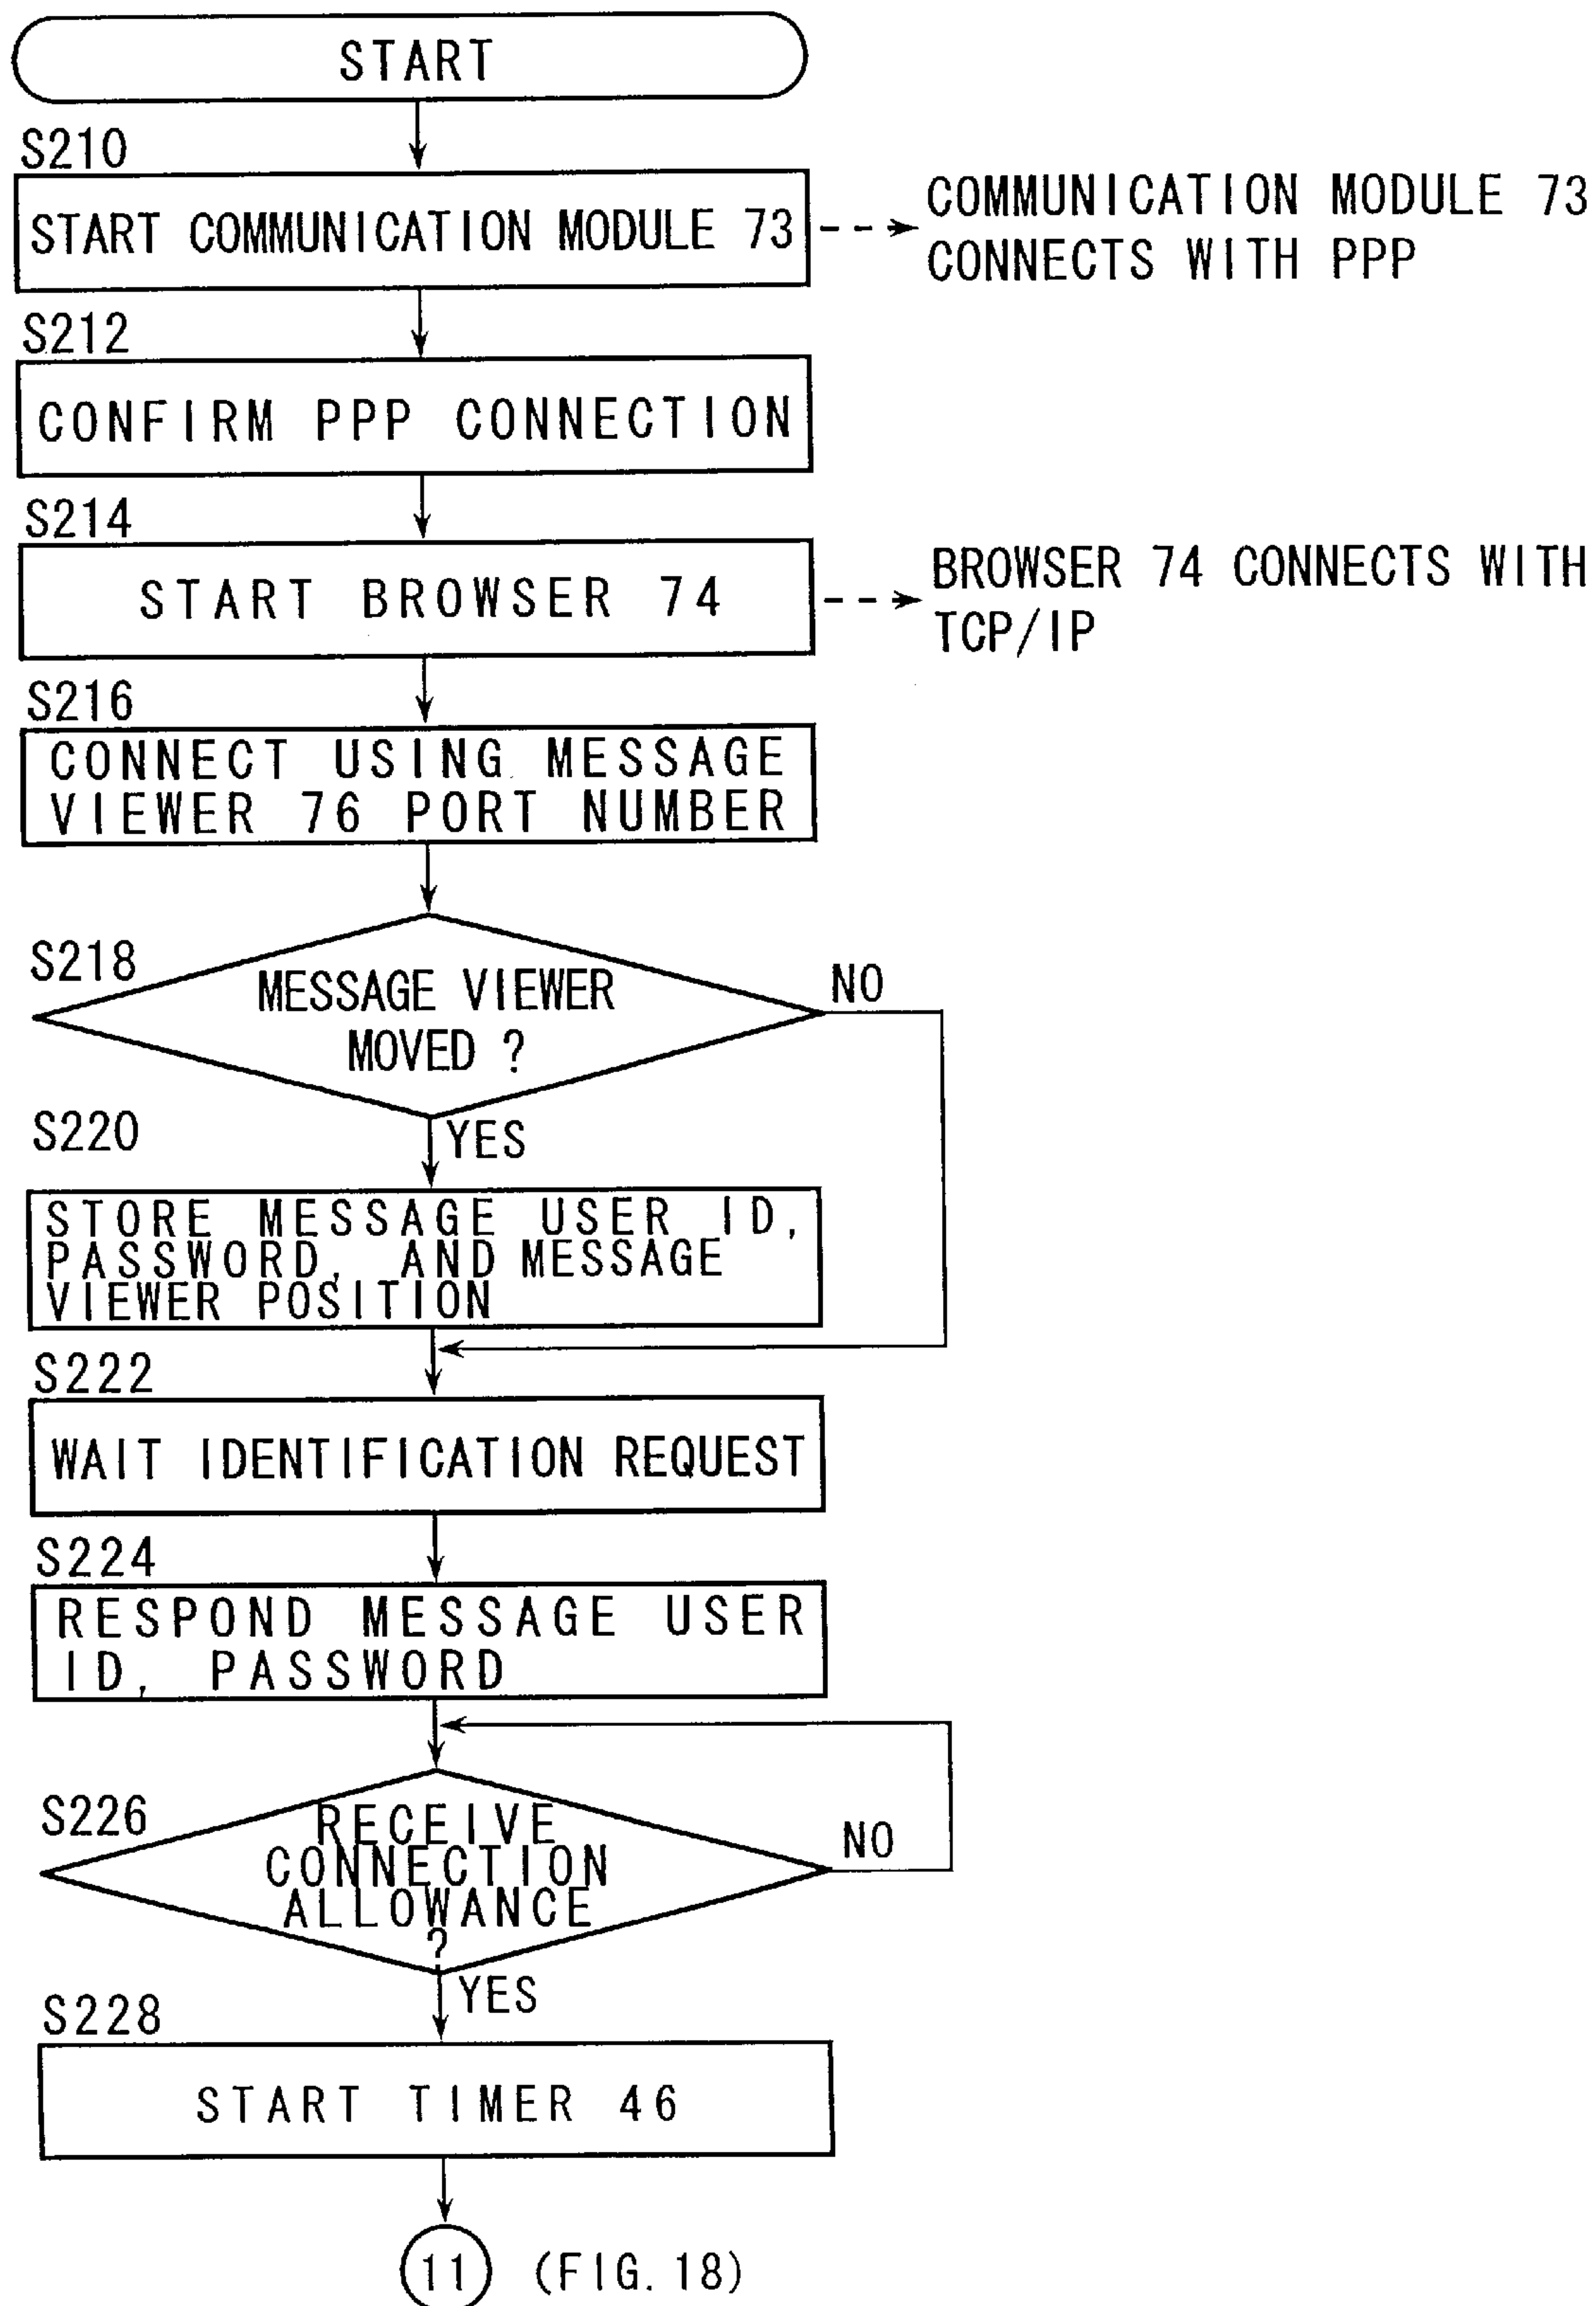 START
S210
START COMMUNICATION MODULE 73
COMMUNICATION MODULE 73
CONNECTS WITH PPP
S212
CONFIRM PPP CONNECTION
S214
START BROWSER 74
BROWSER 74 CONNECTS WITH
TCP/IP
S216
CONNECT USING MESSAGE
VIEWER 76 PORT NUMBER
S218
MESSAGE VIEWER
MOVED ?
NO
YES
S220
STORE MESSAGE USER ID,
PASSWORD, AND MESSAGE
VIEWER POSITION
S222
WAIT IDENTIFICATION REQUEST
S224
RESPOND MESSAGE USER
ID, PASSWORD
S226
RECEIVE
CONNECTION
ALLOWANCE
?
NO
YES
S228
START TIMER 46
11 (FIG. 18)